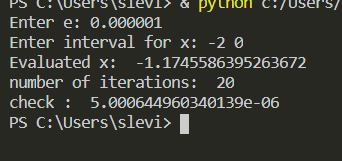 PS C:\Users\slevi> & python c:/Users/
Enter e: 0.000001
Enter interval for x: -2 0
Evaluated x:  -1.1745586395263672
number of iterations:  20
check :  5.000644960340139e-06
PS C:\Users\slevi>